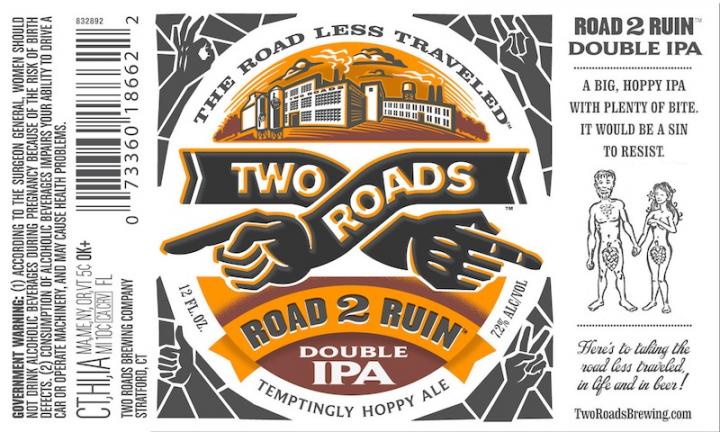 GOVERNMENT WARNING: (1) ACCORDING TO THE SURGEON GENERAL, WOMEN SHOULD
NOT DRINK ALCOHOLIC BEVERAGES DURING PREGNANCY BECAUSE OF THE RISK OF BIRTH
DEFECTS. (2) CONSUMPTION OF ALCOHOLIC BEVERAGES IMPAIRS YOUR ABILITY TO DRIVE A
CAR OR OPERATE MACHINERY, AND MAY CAUSE HEALTH PROBLEMS.
832892
0 73360 18662 2
CT,HI,IA MA-ME,NY, OR,VT 5C OK+
MI 10C CA CRV FL
TWO ROADS BREWING COMPANY
STRATFORD, CT
THE ROAD LESS TRAVELED™
TWO ROADS
TWO ROADS™
12 FL. OZ.
7.2% ALC/VOL
ROAD 2 RUIN™
DOUBLE
IPA
TEMPTINGLY HOPPY ALE
ROAD 2 RUIN™
DOUBLE IPA
A BIG, HOPPY IPA
WITH PLENTY OF BITE.
IT WOULD BE A SIN
TO RESIST.
Here's to taking the
road less traveled,
in life and in beer!
TwoRoadsBrewing.com